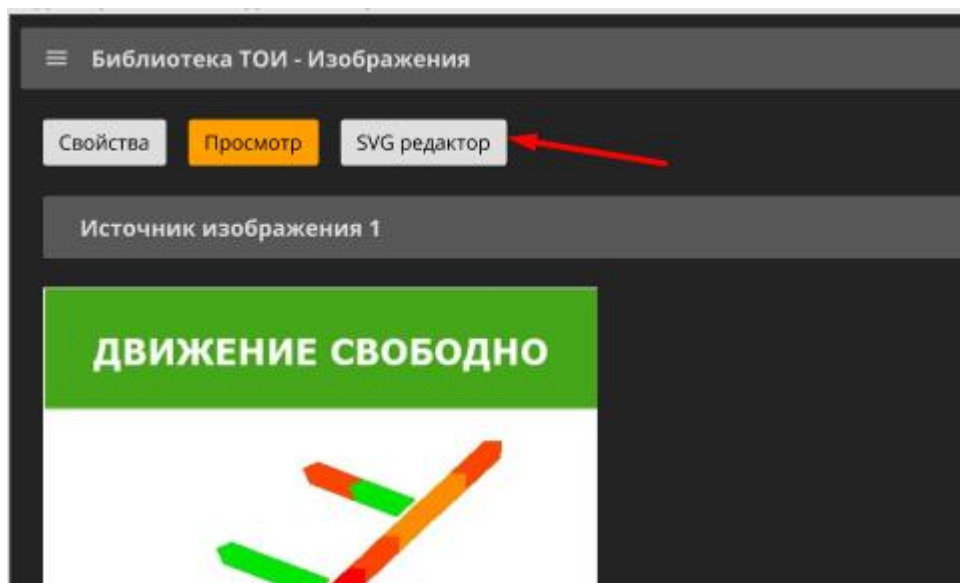 Библиотека ТОИ - Изображения
Свойства Просмотр SVG редактор
Источник изображения 1
ДВИЖЕНИЕ СВОБОДНО